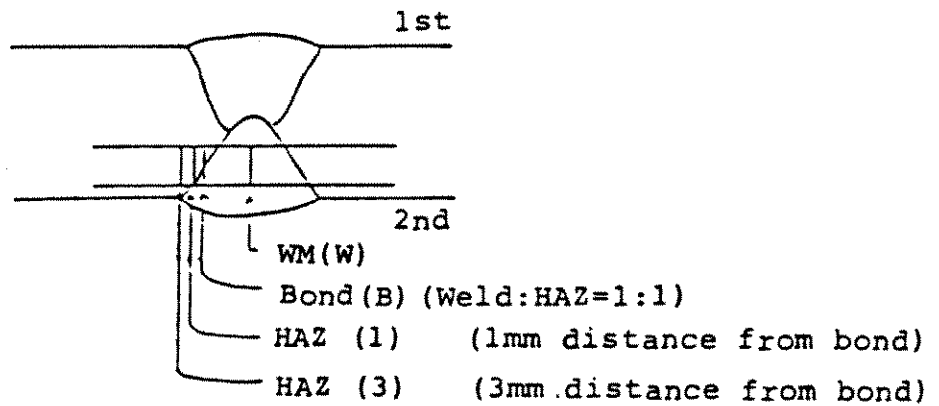 1st
2nd
WM(W)
Bond(B) (Weld:HAZ=1:1)
HAZ (1) (1mm distance from bond)
HAZ (3) (3mm.distance from bond)